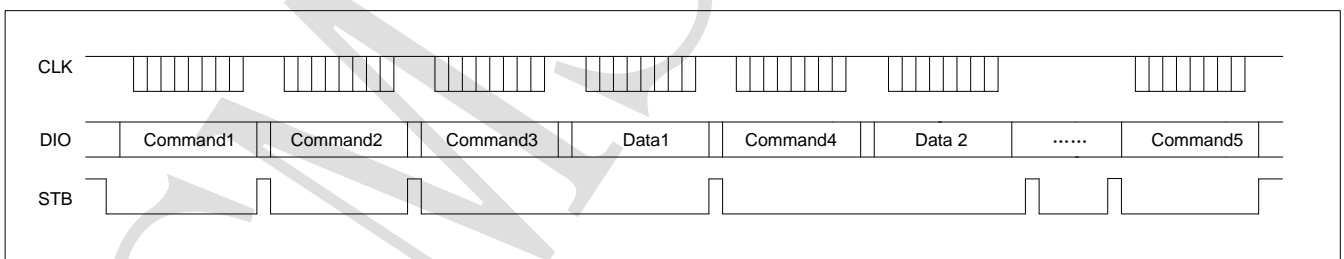 CLK
DIO Command1 Command2 Command3 Data1 Command4 Data 2 …… Command5
STB